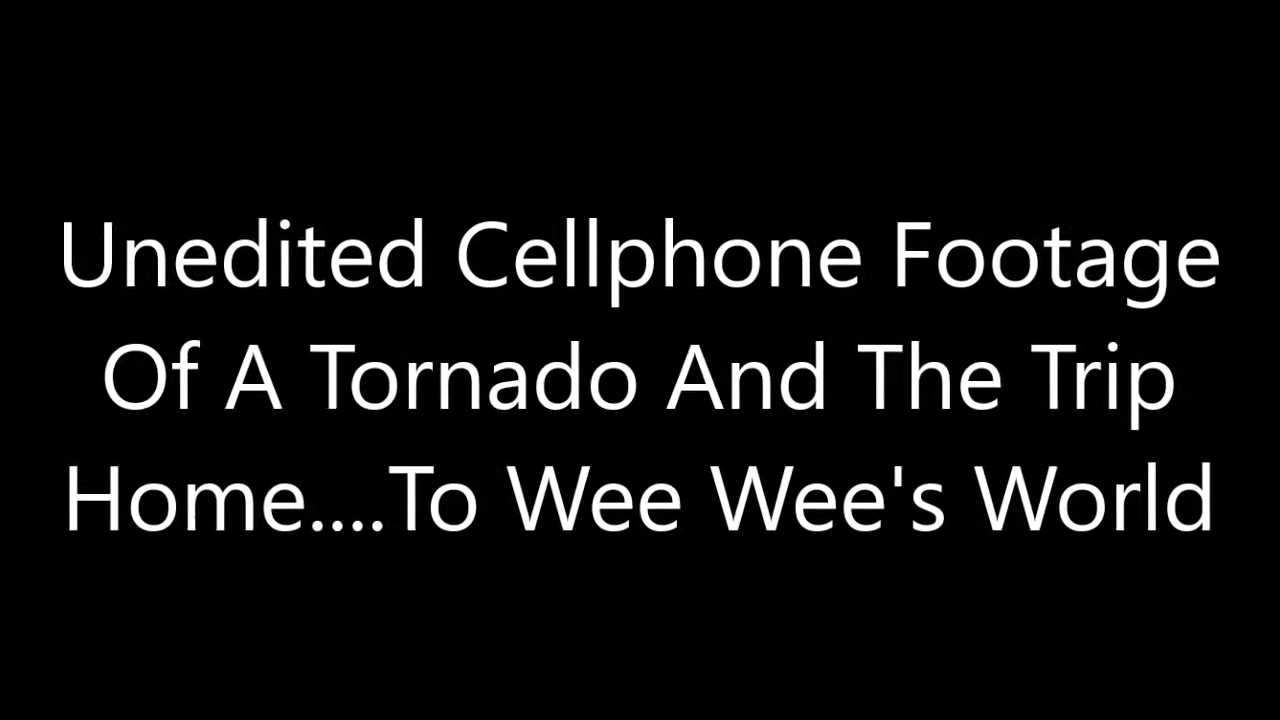 Unedited Cellphone Footage
Of A Tornado And The Trip
Home....To Wee Wee's World